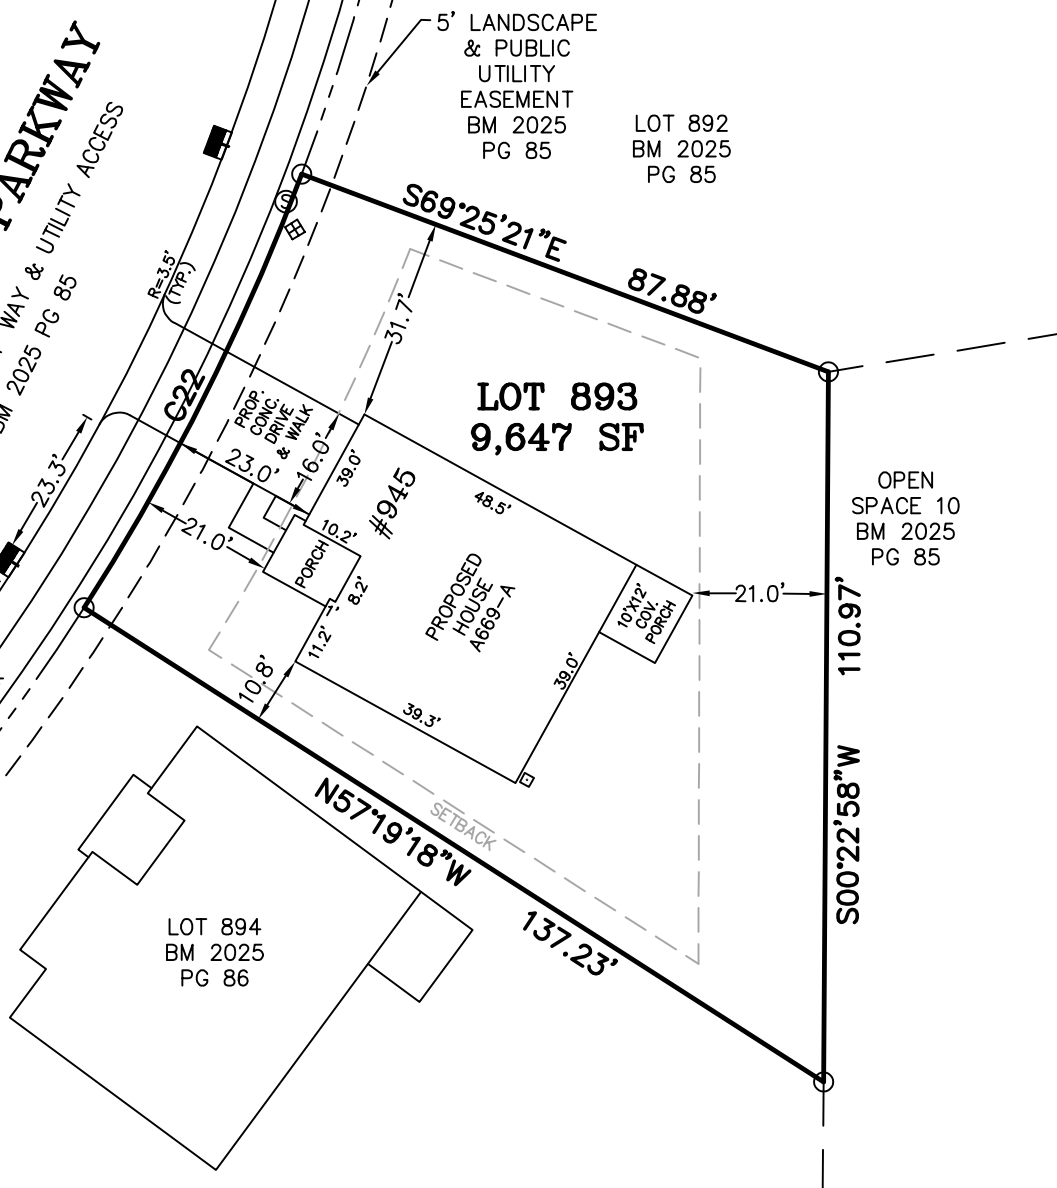 PARKWAY
WAY & UTILITY ACCESS
BM 2025 PG 85
5' LANDSCAPE
& PUBLIC
UTILITY
EASEMENT
BM 2025
PG 85
LOT 892
BM 2025
PG 85
S69°25'21"E
87.88'
R=3.5'
(TYP.)
S
31.7'
C22
LOT 893
9,647 SF
PROP.
CONC.
DRIVE
& WALK
23.0'
16.0'
39.0'
#945
48.5'
23.3'
21.0'
10.2'
PORCH
8.2'
1'
11.2'
PROPOSED
HOUSE
A669-A
10'X12'
COV.
PORCH
21.0'
OPEN
SPACE 10
BM 2025
PG 85
110.97'
S00°22'58"W
10.8'
39.3'
39.0'
SETBACK
N57°19'18"W
137.23'
LOT 894
BM 2025
PG 86